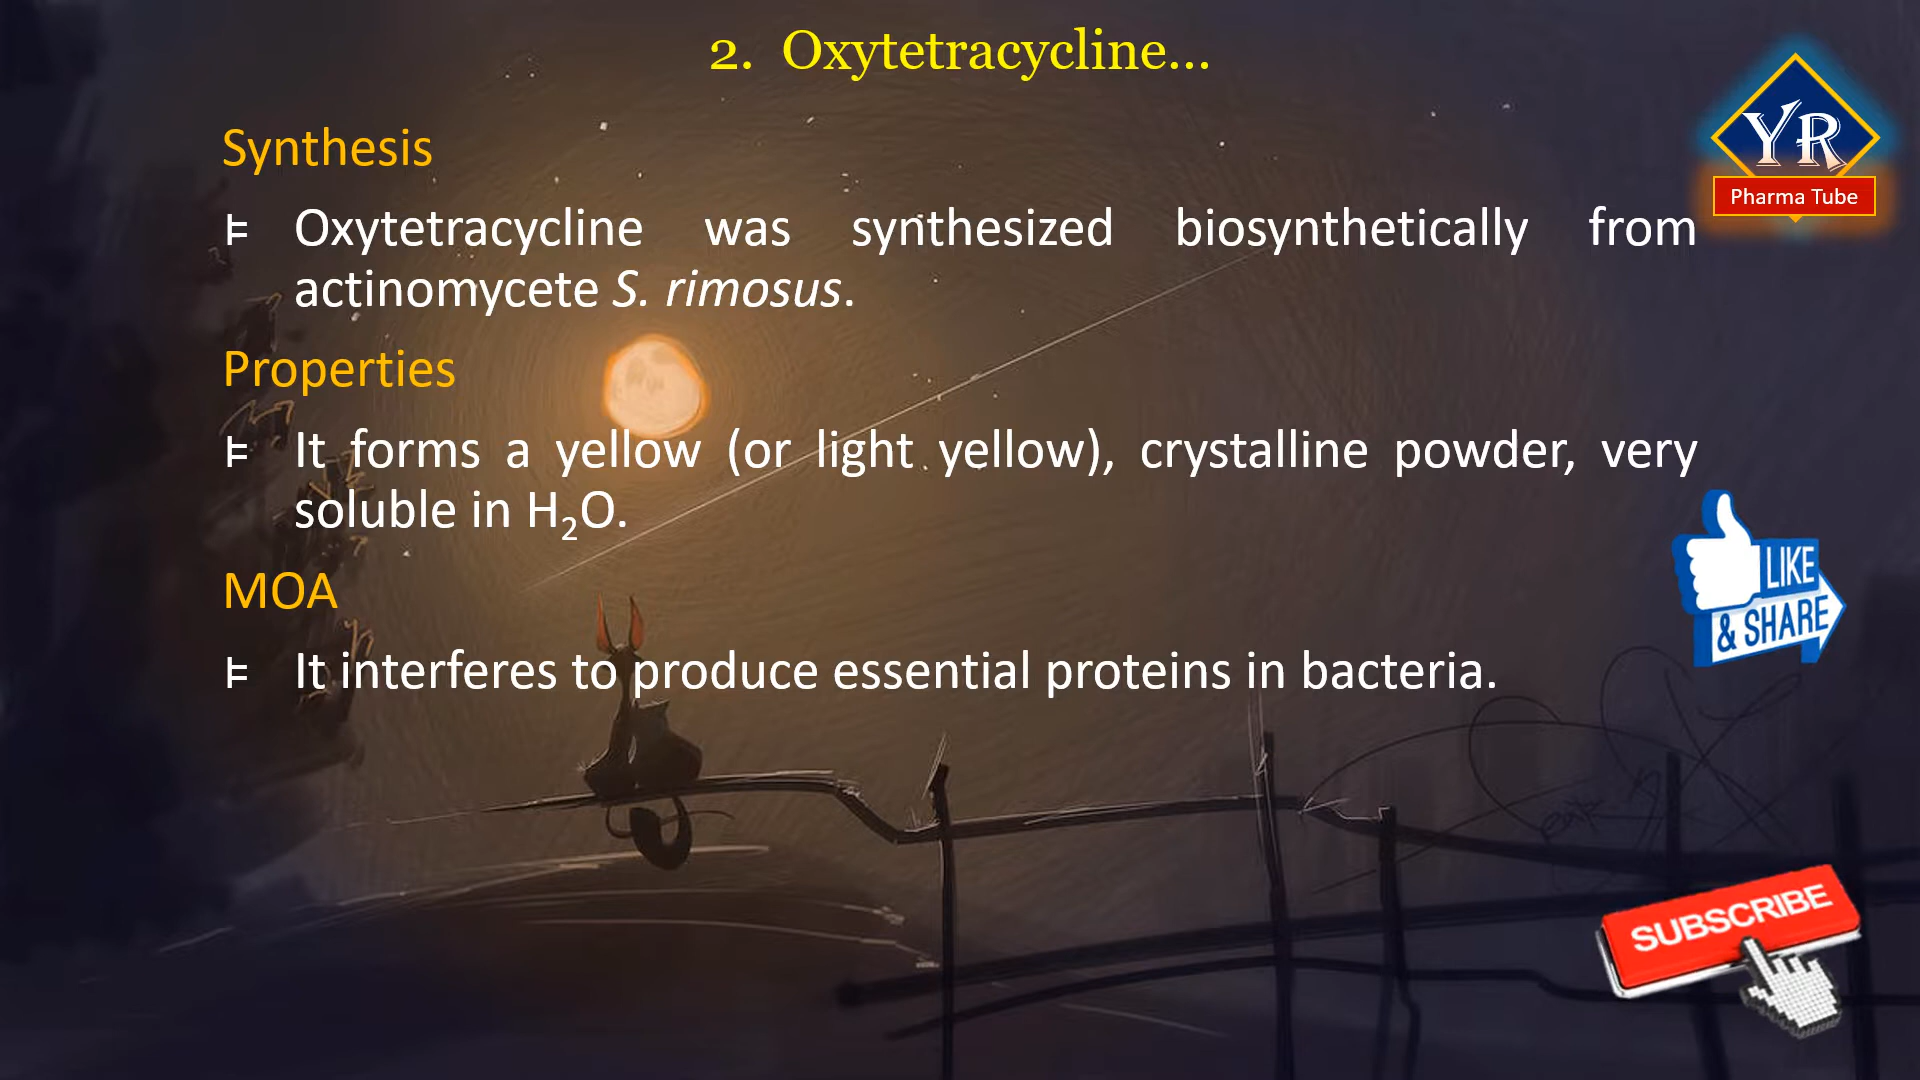 2. Oxytetracycline...
YR
Pharma Tube
Synthesis
Oxytetracycline was synthesized biosynthetically from
actinomycete S. rimosus.
Properties
It forms a yellow (or light yellow), crystalline powder, very
soluble in H₂O.
MOA
It interferes to produce essential proteins in bacteria.
LIKE
& SHARE
SUBSCRIBE